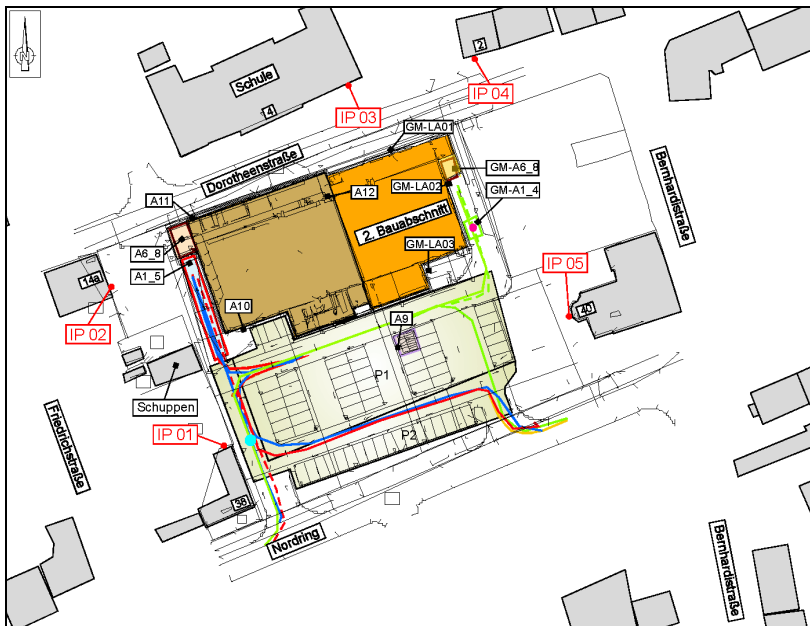 N
2
IP 04
Schule
4
IP 03
GM-LA01
Bernhardistraße
GM-A6_8
Dorotheenstraße
GM-LA02
GM-A1_4
A12
A11
2. Bauabschnitt
A6_8
GM-LA03
A1_5
IP 05
14a
A10
40
IP 02
A9
P1
Schuppen
Friedrichstraße
IP 01
P2
38
Nordring
Bernhardistraße